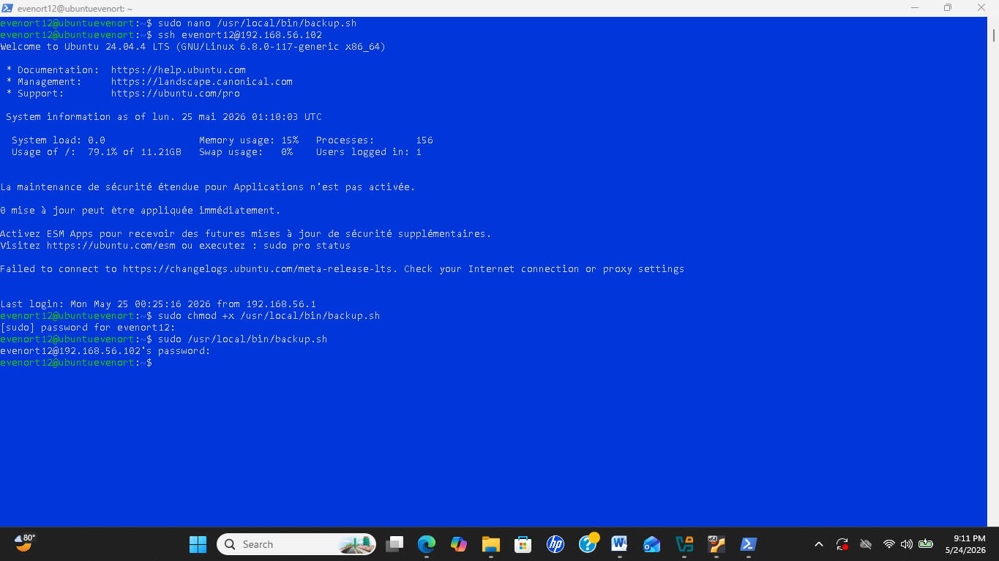 evenort12@ubuntuevenort: ~
evenort12@ubuntuevenort:~$ sudo nano /usr/local/bin/backup.sh
evenort12@ubuntuevenort:~$ ssh evenort12@192.168.56.102
Welcome to Ubuntu 24.04.4 LTS (GNU/Linux 6.8.0-117-generic x86_64)
* Documentation: https://help.ubuntu.com
* Management: https://landscape.canonical.com
* Support: https://ubuntu.com/pro
System information as of lun. 25 mai 2026 01:10:03 UTC
System load: 0.0 Memory usage: 15% Processes: 156
Usage of /: 79.1% of 11.21GB Swap usage: 0% Users logged in: 1
La maintenance de sécurité étendue pour Applications n'est pas activée.
0 mise à jour peut être appliquée immédiatement.
Activez ESM Apps pour recevoir des futures mises à jour de sécurité supplémentaires.
Visitez https://ubuntu.com/esm ou executez : sudo pro status
Failed to connect to https://changelogs.ubuntu.com/meta-release-lts. Check your Internet connection or proxy settings
Last login: Mon May 25 00:25:16 2026 from 192.168.56.1
evenort12@ubuntuevenort:~$ sudo chmod +x /usr/local/bin/backup.sh
[sudo] password for evenort12:
evenort12@ubuntuevenort:~$ sudo /usr/local/bin/backup.sh
evenort12@192.168.56.102's password:
evenort12@ubuntuevenort:~$
80°
Search
hp
x64
9:11 PM
5/24/2026